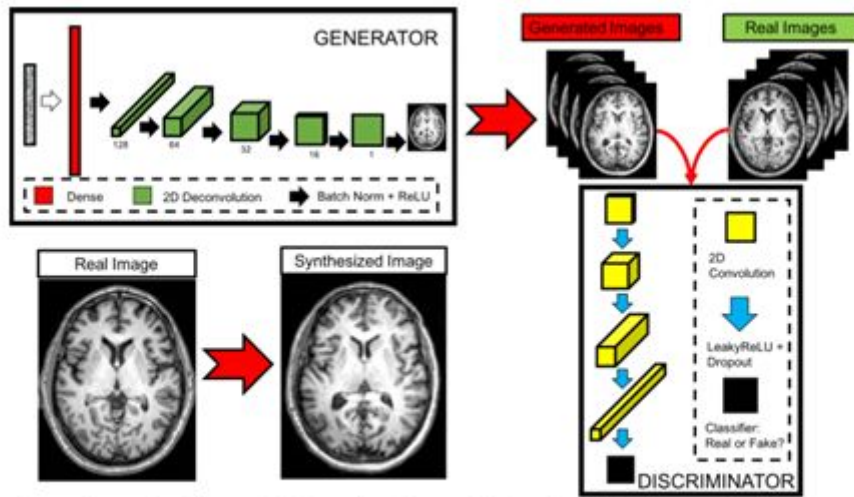 GENERATOR
128
64
32
16
1
Dense
2D Deconvolution
Batch Norm + ReLU
Generated Images
Real Images
Real Image
Synthesized Image
2D
Convolution
LeakyReLU +
Dropout
Classifier:
Real or Fake?
DISCRIMINATOR